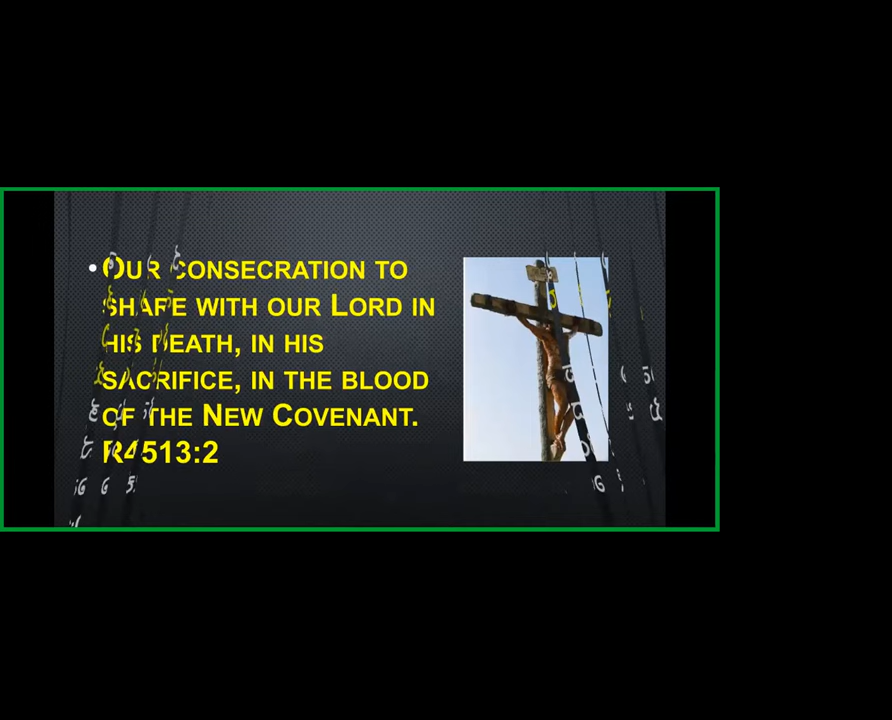 • Our consecration to
share with our Lord in
his death, in his
sacrifice, in the blood
of the New Covenant.
R4513:2